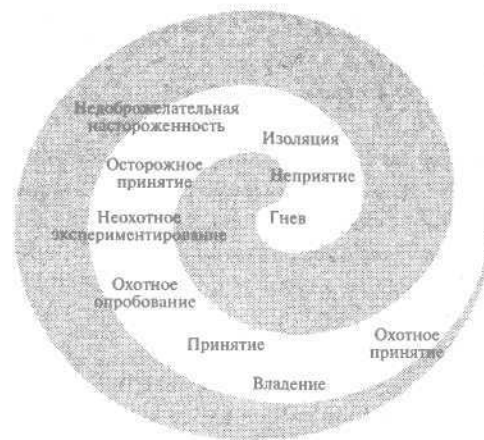 Недоброжелательная
настороженность
Изоляция
Осторожное
принятие
Неприятие
Неохотное
экспериментирование
Гнев
Охотное
опробование
Принятие
Охотное
принятие
Владение